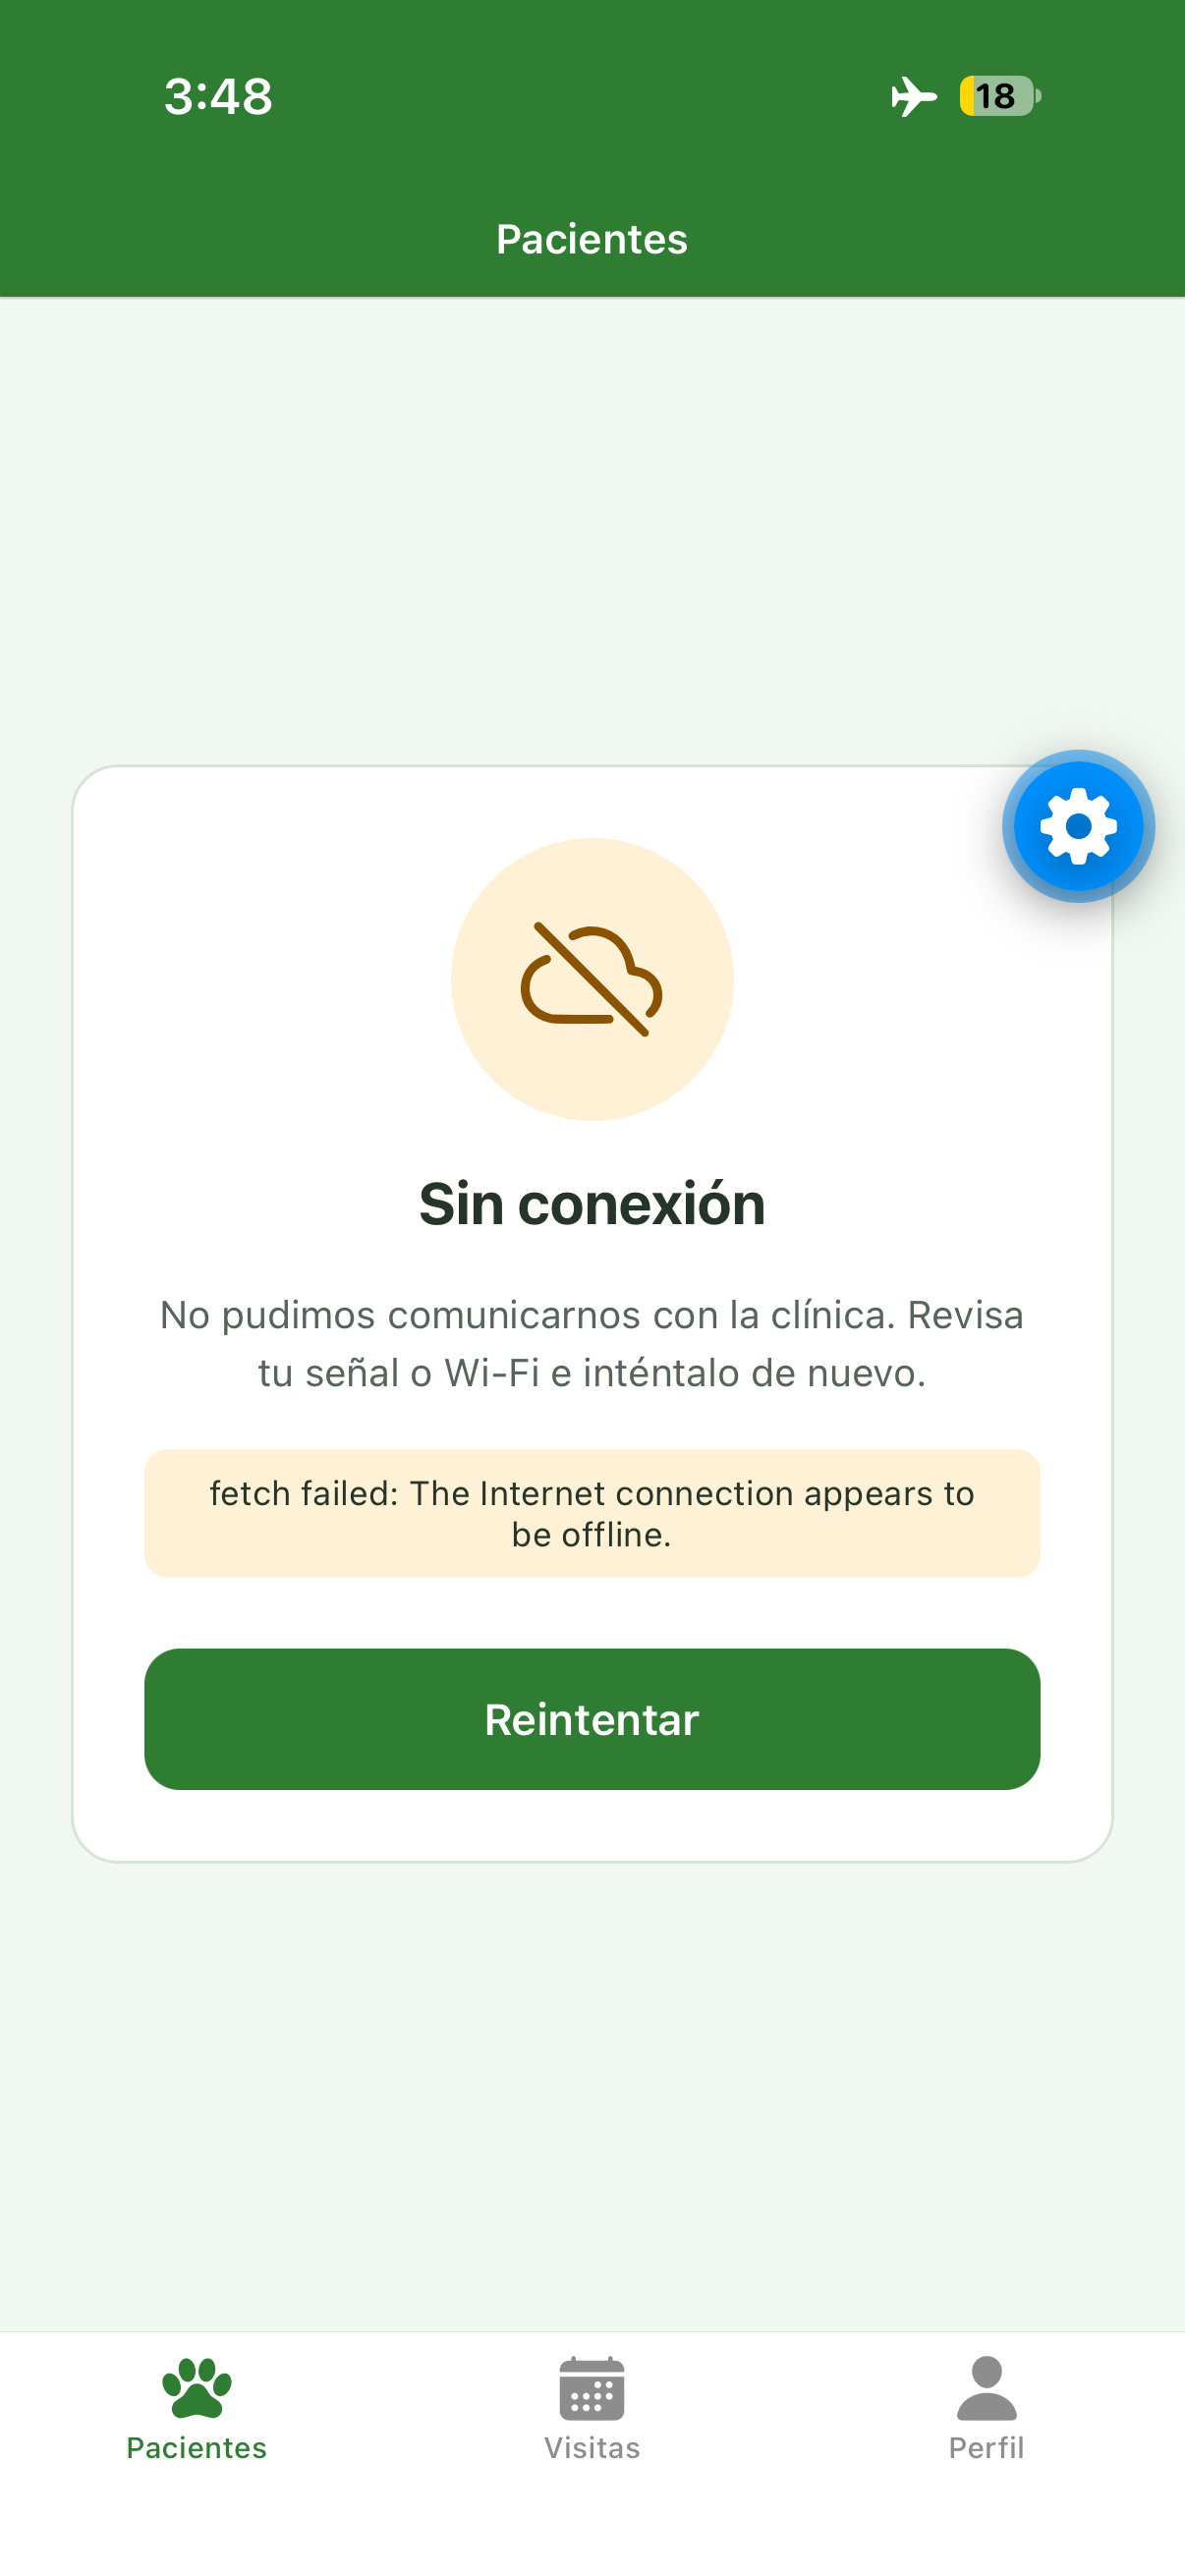 3:48
18
Pacientes
Sin conexión
No pudimos comunicarnos con la clínica. Revisa
tu señal o Wi-Fi e inténtalo de nuevo.
fetch failed: The Internet connection appears to
be offline.
Reintentar
Pacientes
Visitas
Perfil